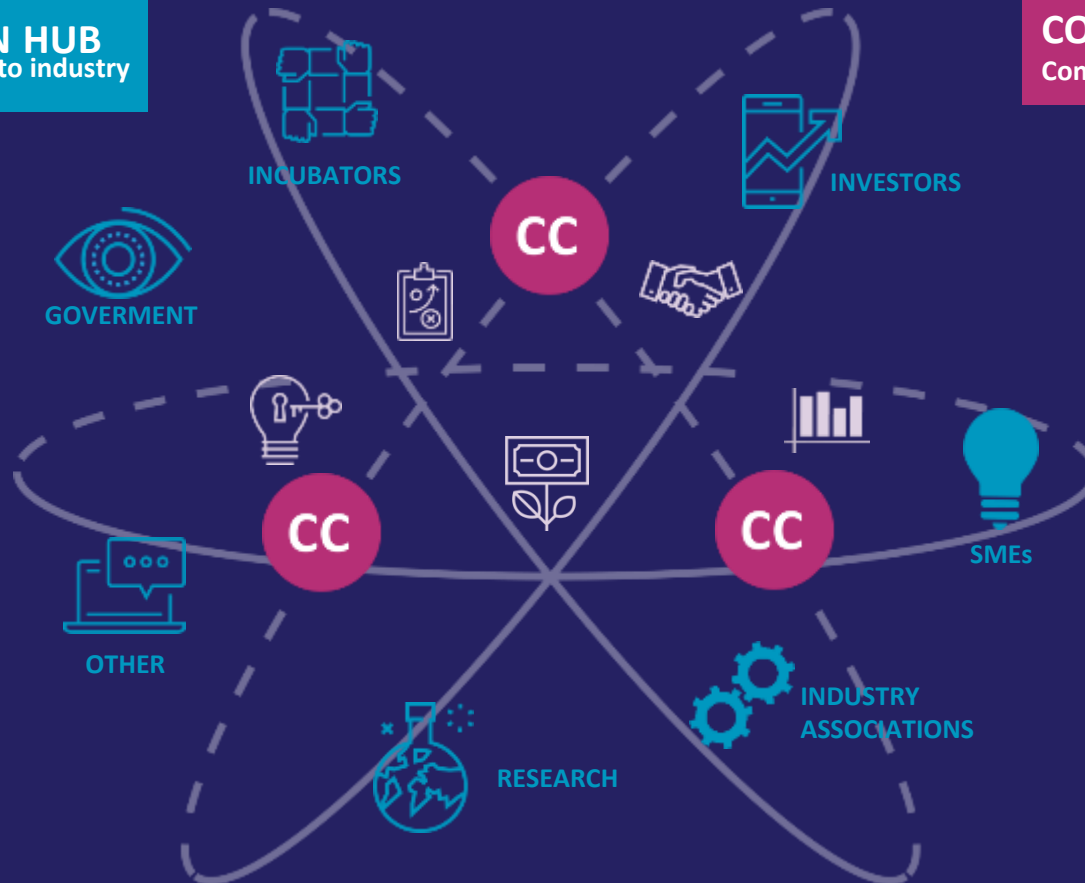 N HUB
to industry
CO
Con
INCUBATORS
INVESTORS
CC
GOVERMENT
CC
CC
SMEs
OTHER
INDUSTRY
ASSOCIATIONS
RESEARCH